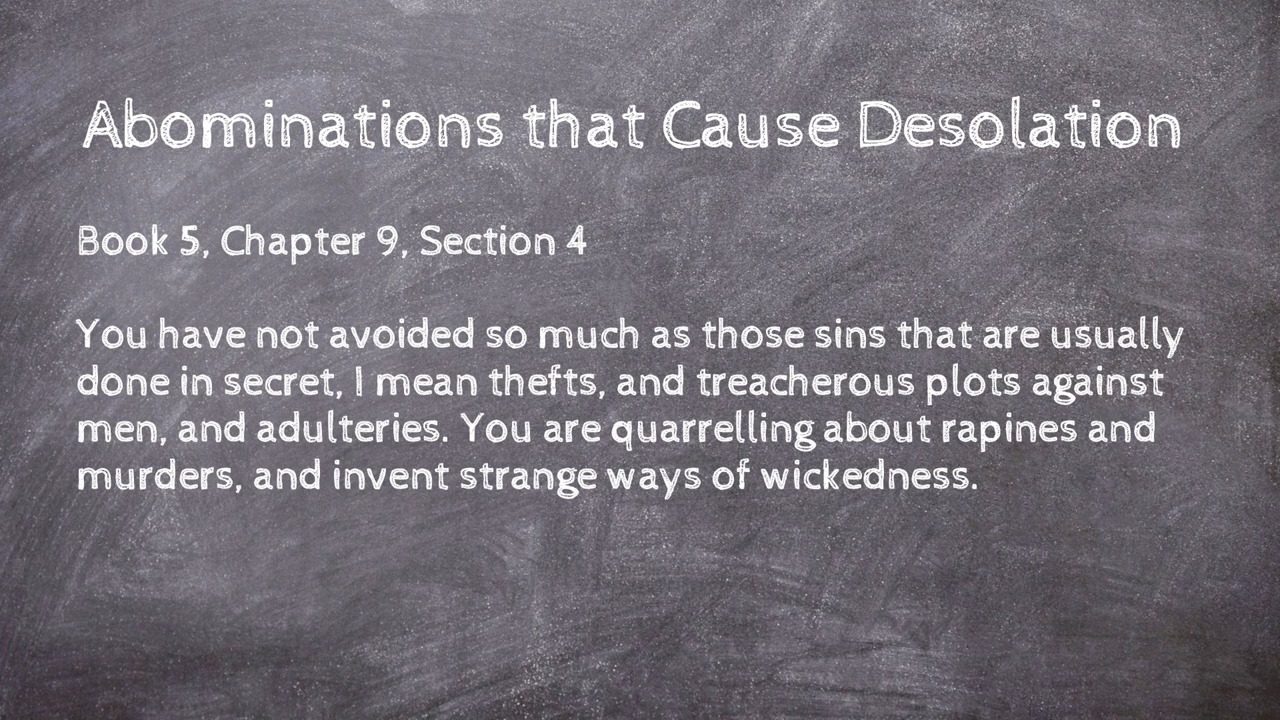 Abominations that Cause Desolation
Book 5, Chapter 9, Section 4
You have not avoided so much as those sins that are usually
done in secret, I mean thefts, and treacherous plots against
men, and adulteries. You are quarrelling about rapines and
murders, and invent strange ways of wickedness.